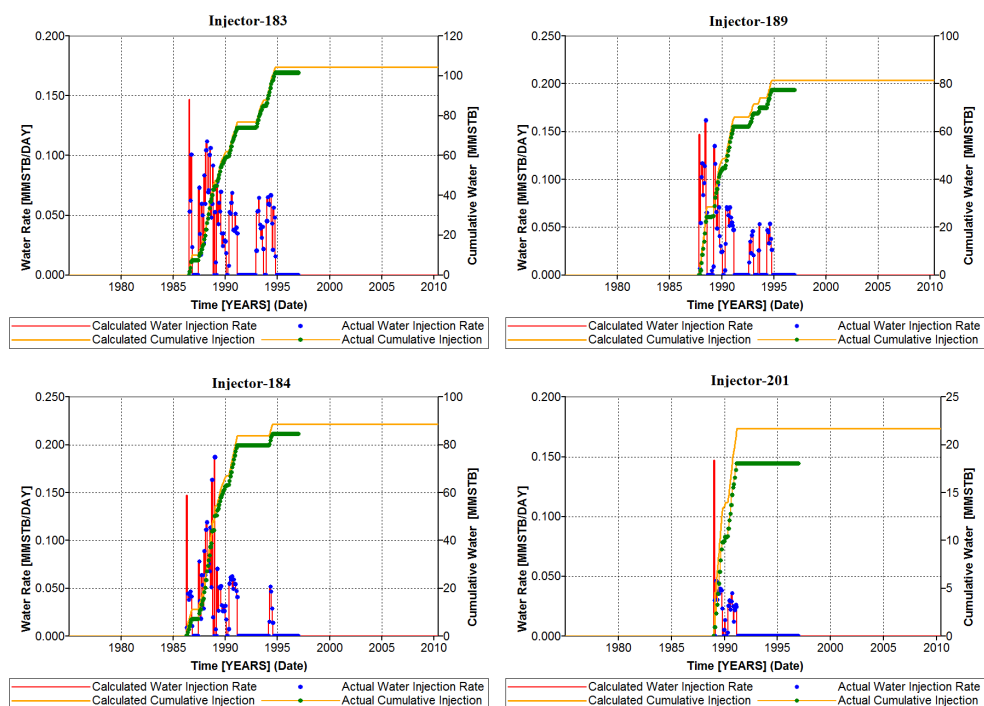 Injector-183
Water Rate [MMSTB/DAY]
0.200
0.150
0.100
0.050
0.000
120
100
80
60
40
20
0
Cumulative Water [MMSTB]
1980 1985 1990 1995 2000 2005 2010
Time [YEARS] (Date)
Calculated Water Injection Rate Actual Water Injection Rate
Calculated Cumulative Injection Actual Cumulative Injection
Injector-189
Water Rate [MMSTB/DAY]
0.250
0.200
0.150
0.100
0.050
0.000
100
80
60
40
20
0
Cumulative Water [MMSTB]
1980 1985 1990 1995 2000 2005 2010
Time [YEARS] (Date)
Calculated Water Injection Rate Actual Water Injection Rate
Calculated Cumulative Injection Actual Cumulative Injection
Injector-184
Water Rate [MMSTB/DAY]
0.250
0.200
0.150
0.100
0.050
0.000
100
80
60
40
20
0
Cumulative Water [MMSTB]
1980 1985 1990 1995 2000 2005 2010
Time [YEARS] (Date)
Calculated Water Injection Rate Actual Water Injection Rate
Calculated Cumulative Injection Actual Cumulative Injection
Injector-201
Water Rate [MMSTB/DAY]
0.200
0.150
0.100
0.050
0.000
25
20
15
10
5
0
Cumulative Water [MMSTB]
1980 1985 1990 1995 2000 2005 2010
Time [YEARS] (Date)
Calculated Water Injection Rate Actual Water Injection Rate
Calculated Cumulative Injection Actual Cumulative Injection